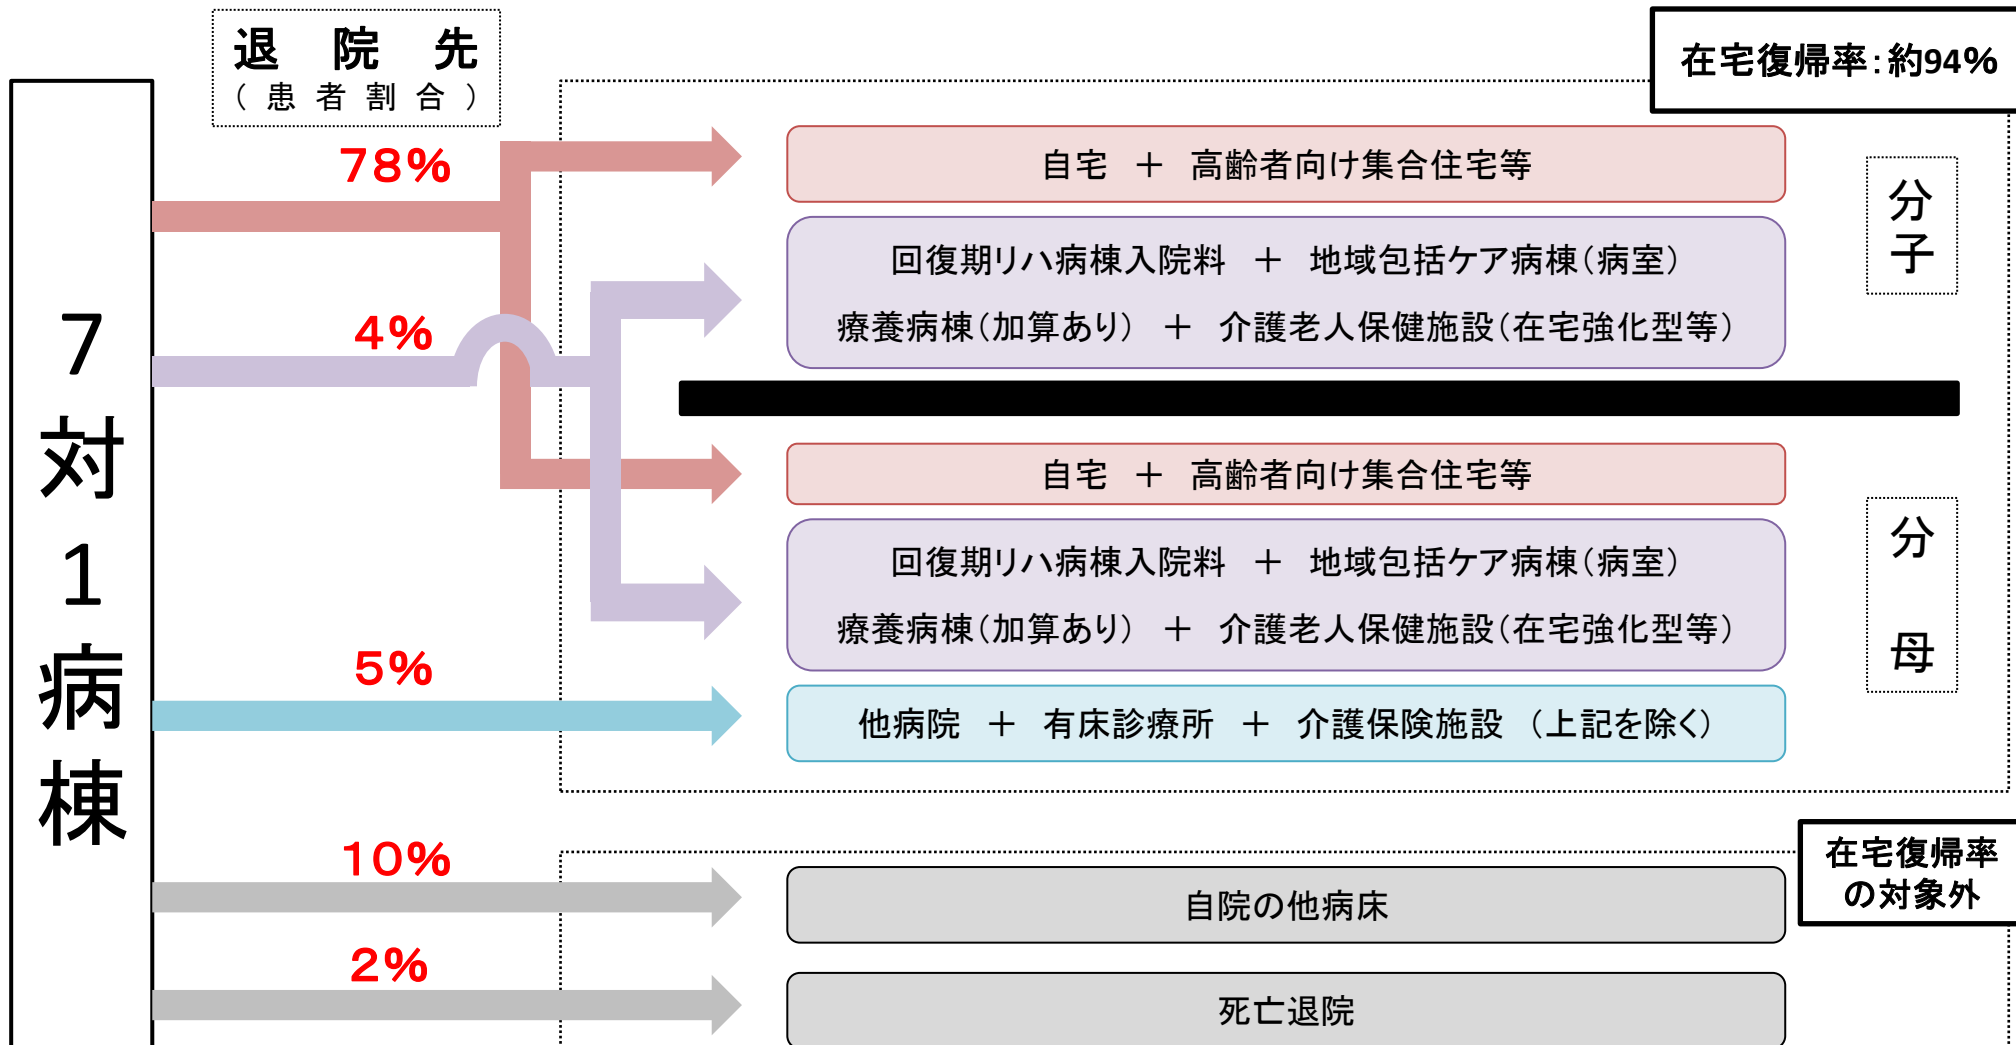 退 院 先
（ 患 者 割 合 ）
在宅復帰率：約94%
7対1病棟
78%
自宅 ＋ 高齢者向け集合住宅等
分子
4%
回復期リハ病棟入院料 ＋ 地域包括ケア病棟（病室）
療養病棟（加算あり） ＋ 介護老人保健施設（在宅強化型等）
自宅 ＋ 高齢者向け集合住宅等
分母
回復期リハ病棟入院料 ＋ 地域包括ケア病棟（病室）
療養病棟（加算あり） ＋ 介護老人保健施設（在宅強化型等）
5%
他病院 ＋ 有床診療所 ＋ 介護保険施設 （上記を除く）
在宅復帰率
の対象外
10%
自院の他病床
2%
死亡退院